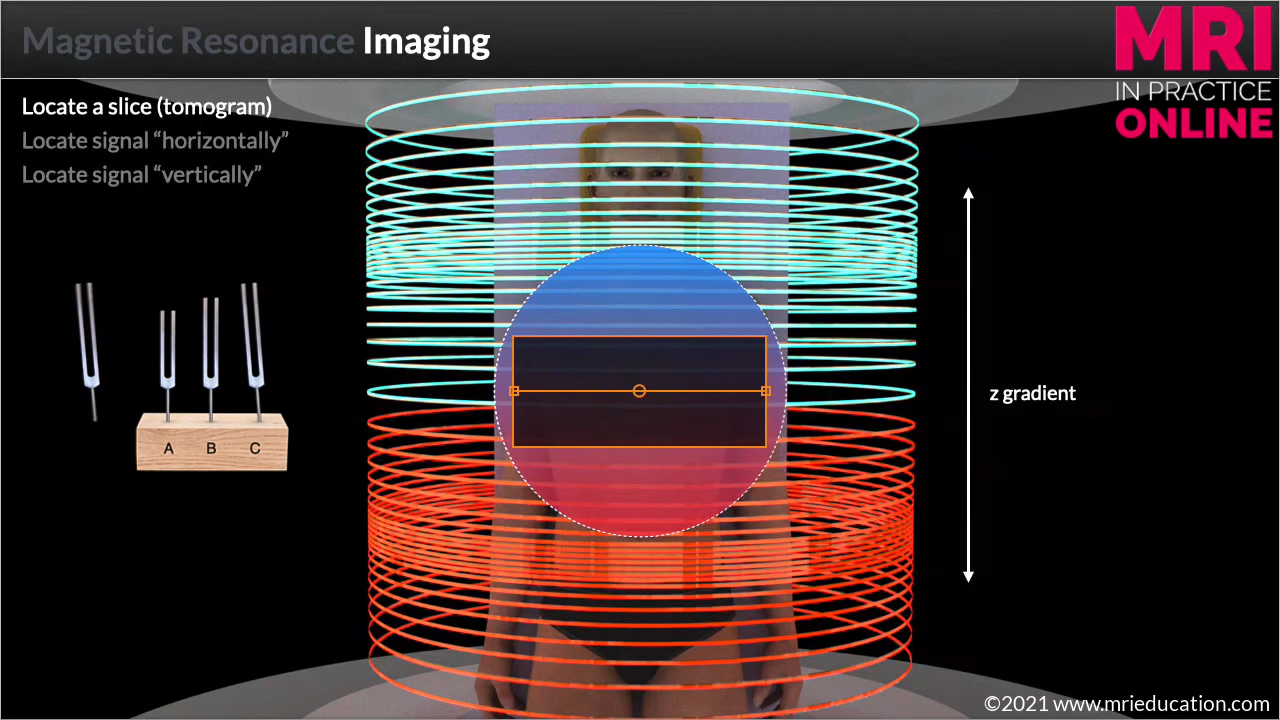 Magnetic Resonance Imaging
MRI
IN PRACTICE
ONLINE
Locate a slice (tomogram)
Locate signal “horizontally”
Locate signal “vertically”
A B C
z gradient
©2021 www.mrieducation.com